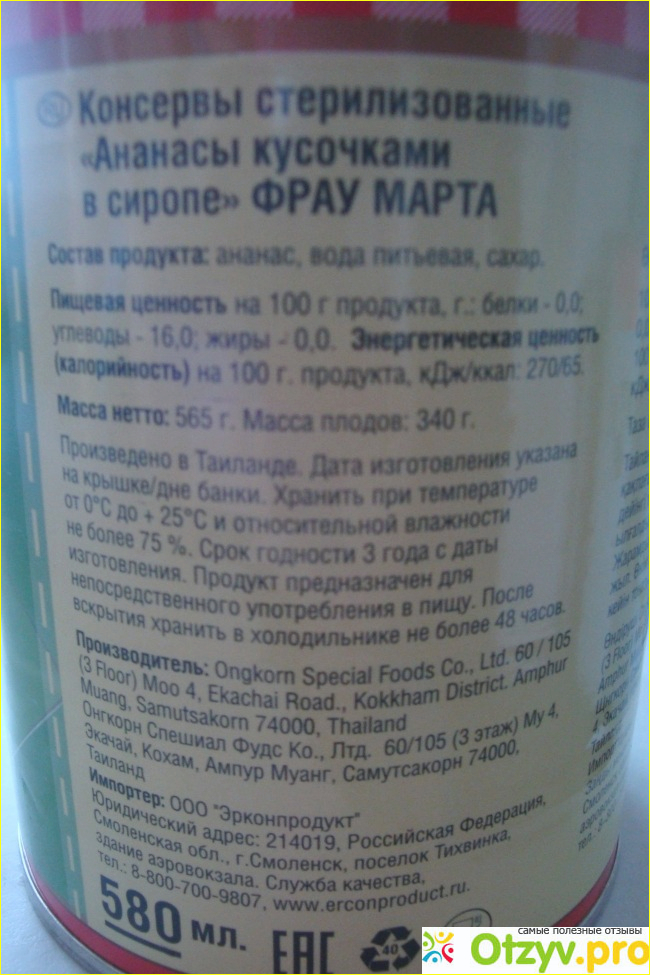 RU Консервы стерилизованные
«Ананасы кусочками
в сиропе» ФРАУ МАРТА
Состав продукта: ананас, вода питьевая, сахар.
Пищевая ценность на 100 г продукта, г.: белки - 0,0;
углеводы - 16,0; жиры - 0,0. Энергетическая ценность
(калорийность) на 100 г. продукта, кДж/ккал: 270/65.
Масса нетто: 565 г. Масса плодов: 340 г.
Произведено в Таиланде. Дата изготовления указана
на крышке/дне банки. Хранить при температуре
от 0°С до + 25°С и относительной влажности
не более 75 %. Срок годности 3 года с даты
изготовления. Продукт предназначен для
непосредственного употребления в пищу. После
вскрытия хранить в холодильнике не более 48 часов.
Производитель: Ongkorn Special Foods Co., Ltd. 60 / 105
(3 Floor) Moo 4, Ekachai Road., Kokkham District. Amphur
Muang, Samutsakorn 74000, Thailand
Онгкорн Спешиал Фудс Ко., Лтд. 60/105 (3 этаж) Му 4,
Экачай, Кохам, Ампур Муанг, Самутсакорн 74000,
Таиланд
Импортер: ООО "Эрконпродукт"
Юридический адрес: 214019, Российская Федерация,
Смоленская обл., г.Смоленск, поселок Тихвинка,
здание аэровокзала. Служба качества,
тел.: 8-800-700-9807, www.erconproduct.ru.
580 мл.
EAC
40
самые полезные отзывы
Otzyv.pro